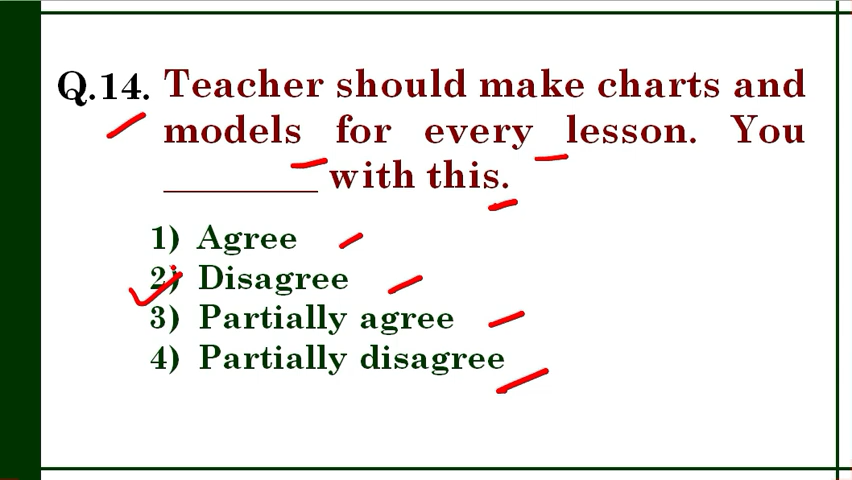 Q.14. Teacher should make charts and
models for every lesson. You
________ with this.
1) Agree
2) Disagree
3) Partially agree
4) Partially disagree